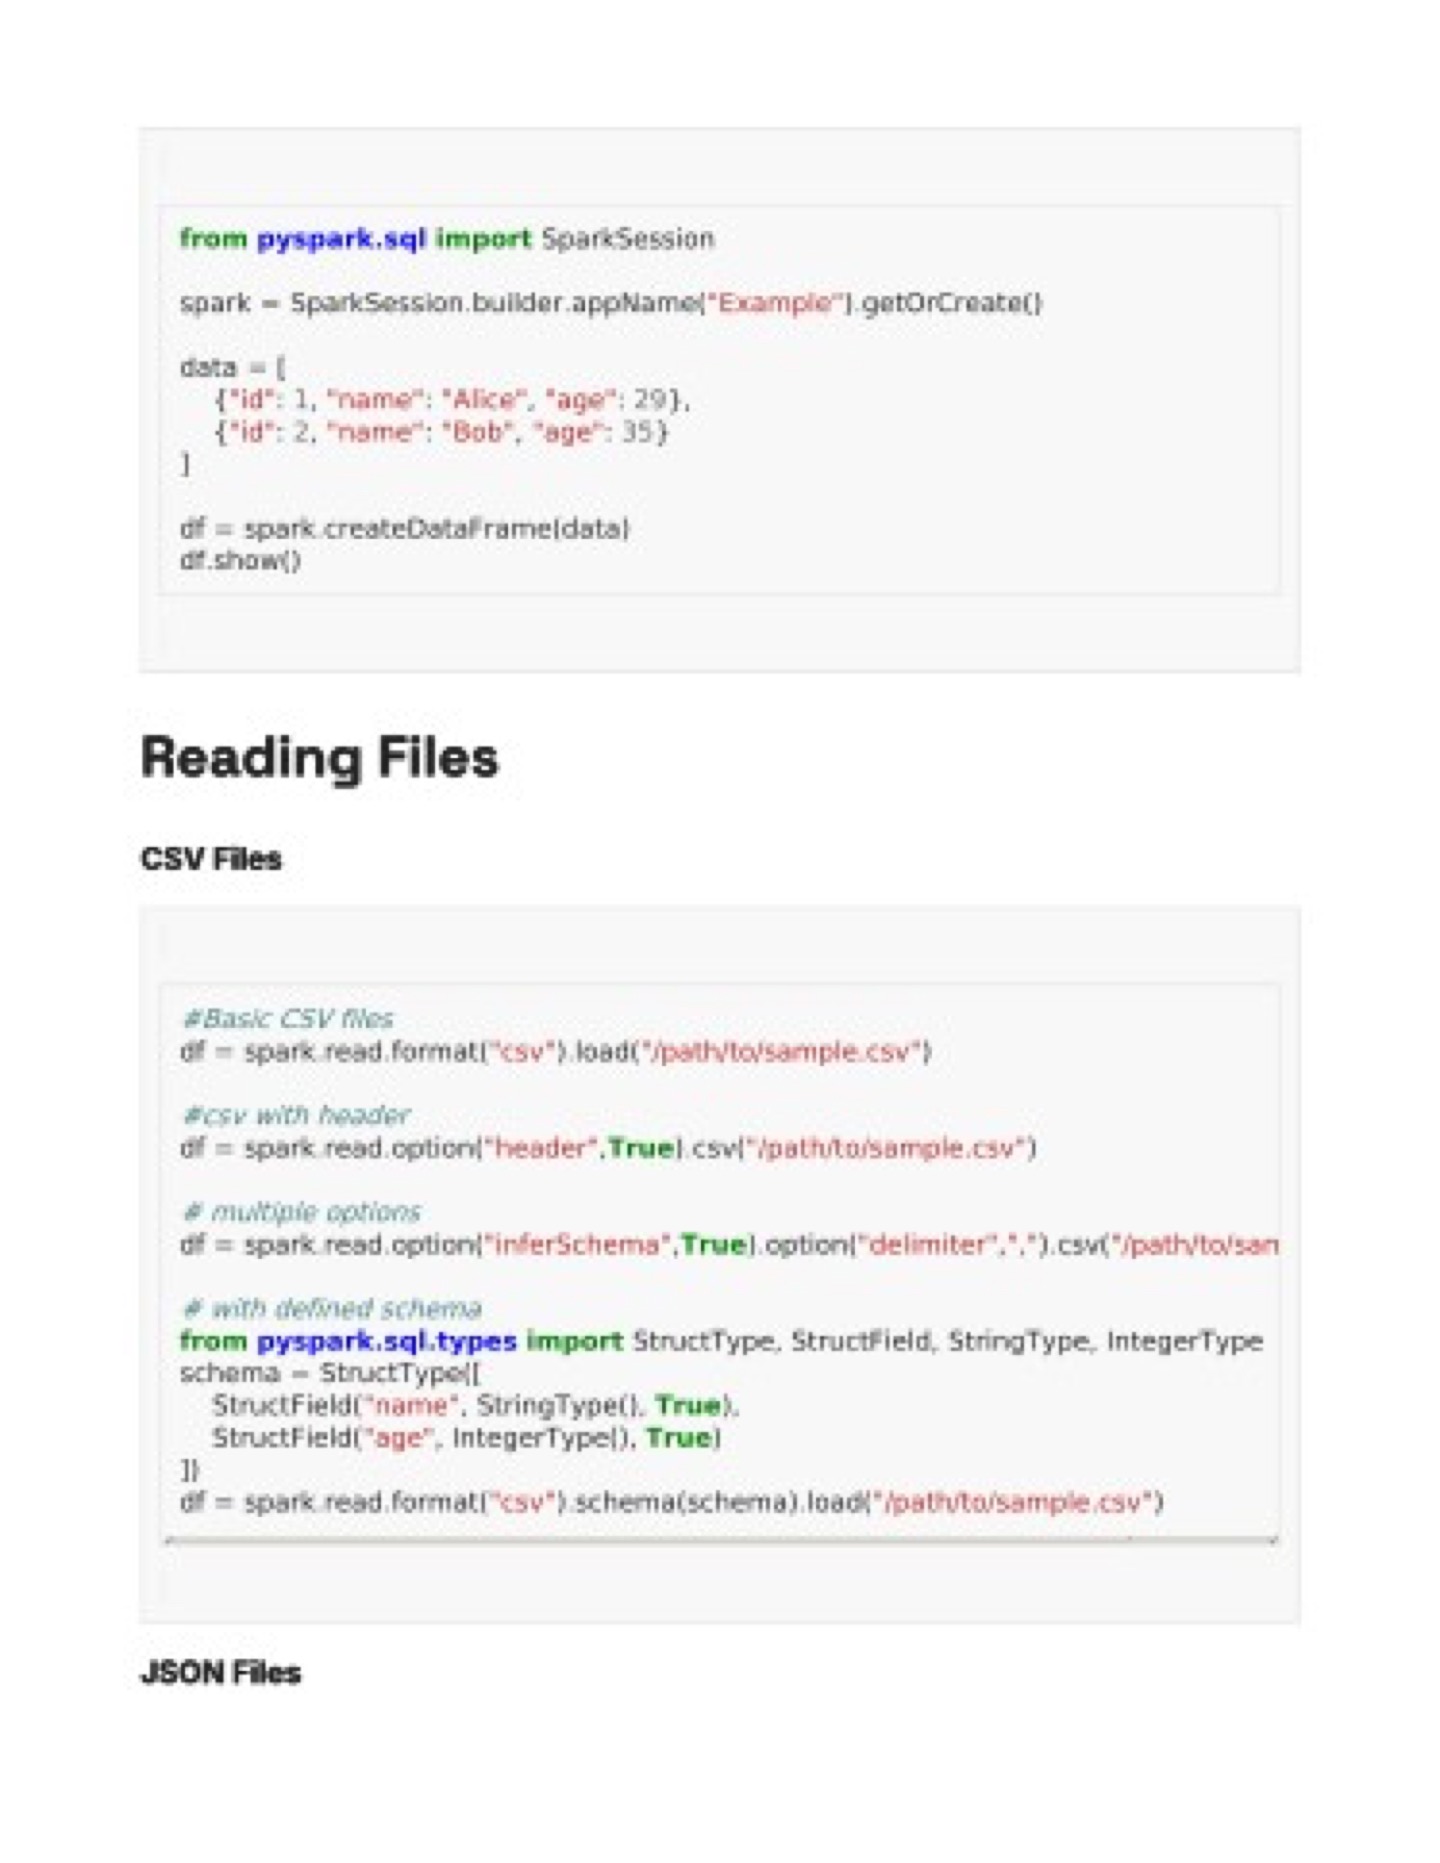 from pyspark.sql import SparkSession
spark = SparkSession.builder.appName("Example").getOrCreate()
data = [
{"id": 1, "name": "Alice", "age": 29},
{"id": 2, "name": "Bob", "age": 35}
]
df = spark.createDataFrame(data)
df.show()
Reading Files
CSV Files
#Basic CSV files
df = spark.read.format("csv").load("/path/to/sample.csv")
#csv with header
df = spark.read.option("header",True).csv("/path/to/sample.csv")
# multiple options
df = spark.read.option("inferSchema",True).option("delimiter",",").csv("/path/to/sam
# with defined schema
from pyspark.sql.types import StructType, StructField, StringType, IntegerType
schema = StructType([
StructField("name", StringType(), True),
StructField("age", IntegerType(), True)
])
df = spark.read.format("csv").schema(schema).load("/path/to/sample.csv")
JSON Files